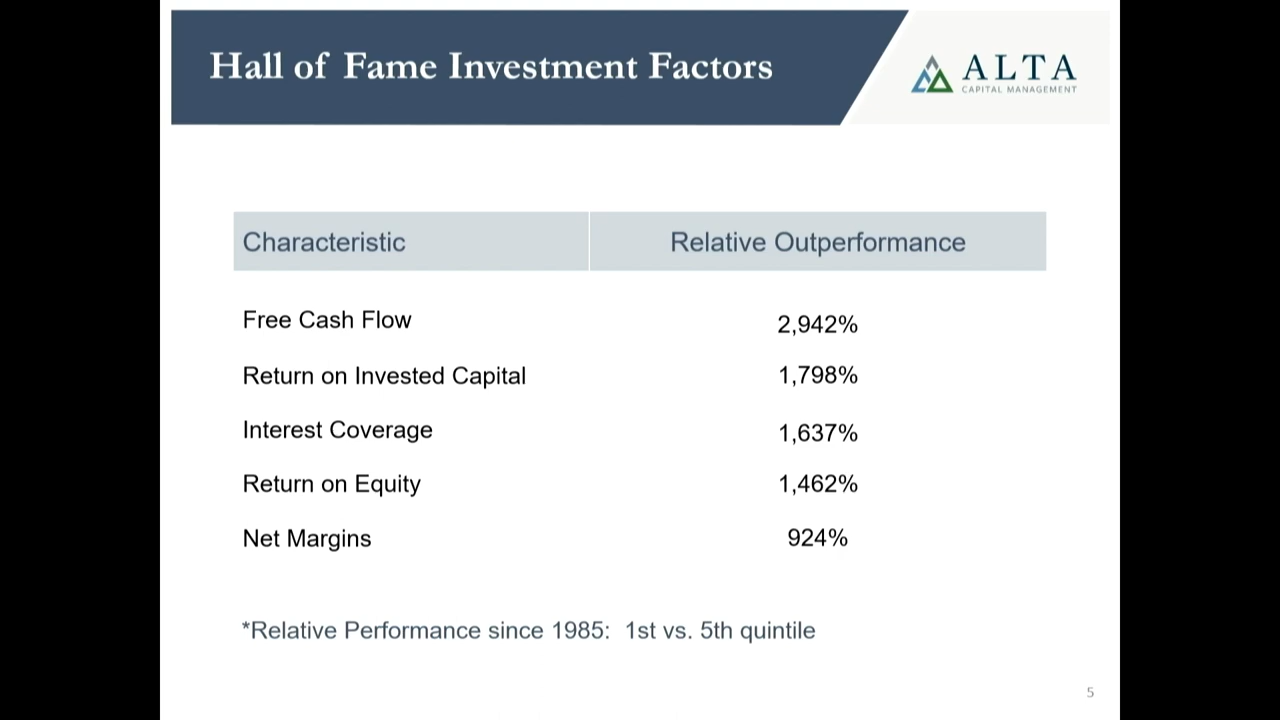 Hall of Fame Investment Factors
ALTA
CAPITAL MANAGEMENT
Characteristic Relative Outperformance
Free Cash Flow 2,942%
Return on Invested Capital 1,798%
Interest Coverage 1,637%
Return on Equity 1,462%
Net Margins 924%
*Relative Performance since 1985: 1st vs. 5th quintile
5